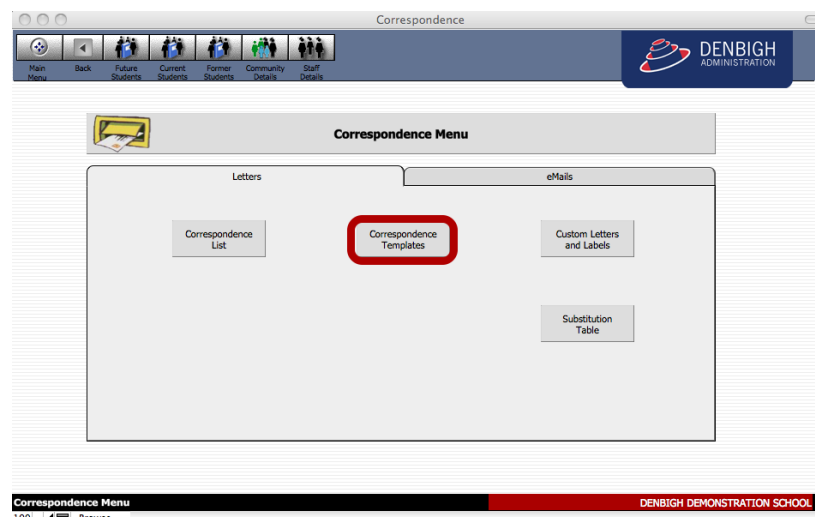 Correspondence
Main Menu
Back
Future Students
Current Students
Former Students
Community Details
Staff Details
DENBIGH
ADMINISTRATION
Correspondence Menu
Letters
eMails
Correspondence
List
Correspondence
Templates
Custom Letters
and Labels
Substitution
Table
Correspondence Menu
DENBIGH DEMONSTRATION SCHOOL